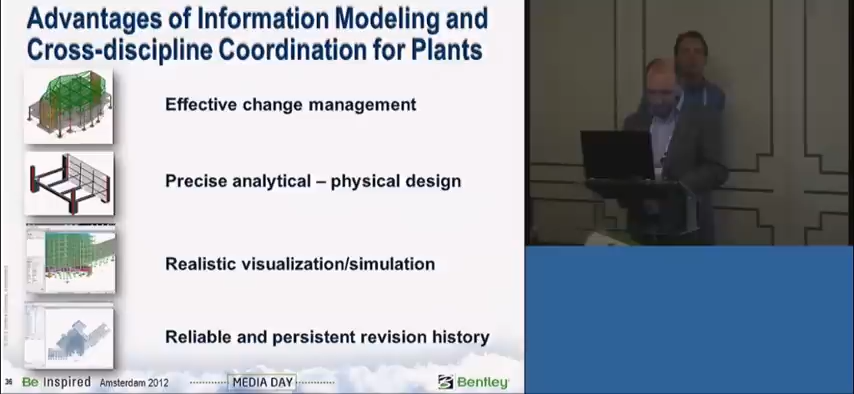 Advantages of Information Modeling and
Cross-discipline Coordination for Plants
Effective change management
Precise analytical – physical design
Realistic visualization/simulation
Reliable and persistent revision history
36 Be Inspired Amsterdam 2012 MEDIA DAY Bentley